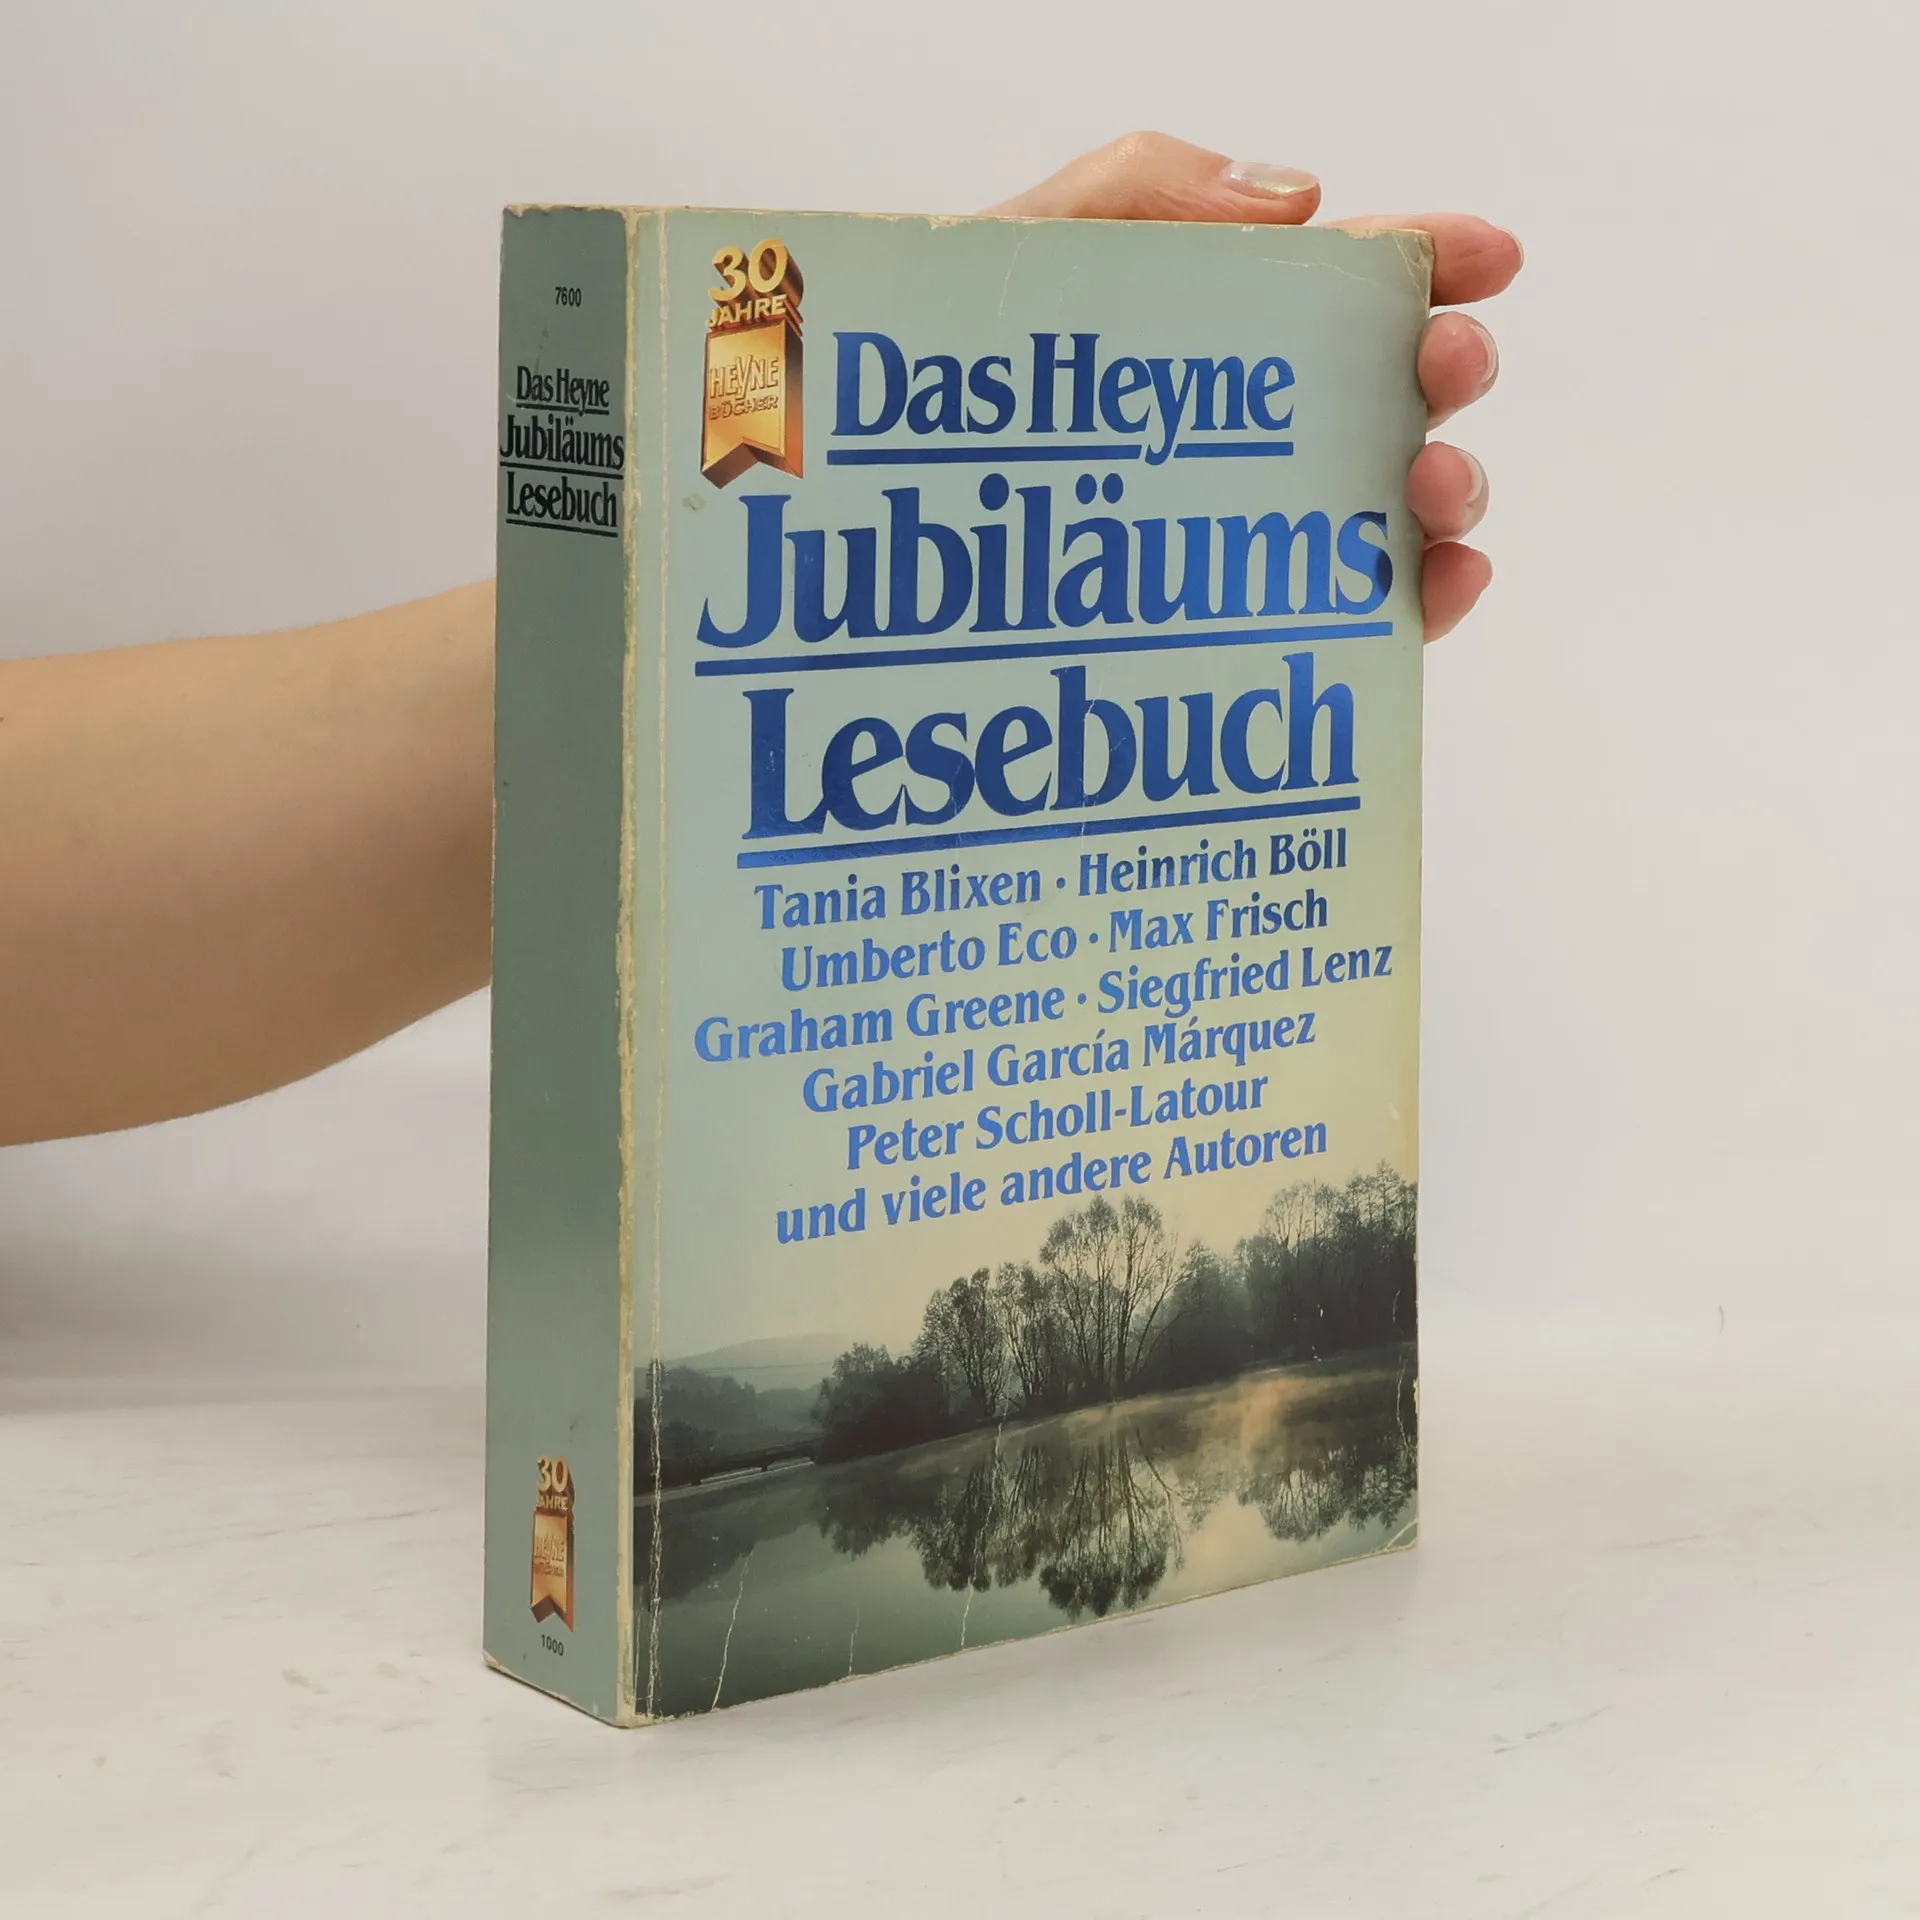 7600
Das Heyne
Jubiläums
Lesebuch
30
JAHRE
HEYNE
BÜCHER
1000
30
JAHRE
HEYNE
BÜCHER
Das Heyne
Jubiläums
Lesebuch
Tania Blixen · Heinrich Böll
Umberto Eco · Max Frisch
Graham Greene · Siegfried Lenz
Gabriel García Márquez
Peter Scholl-Latour
und viele andere Autoren